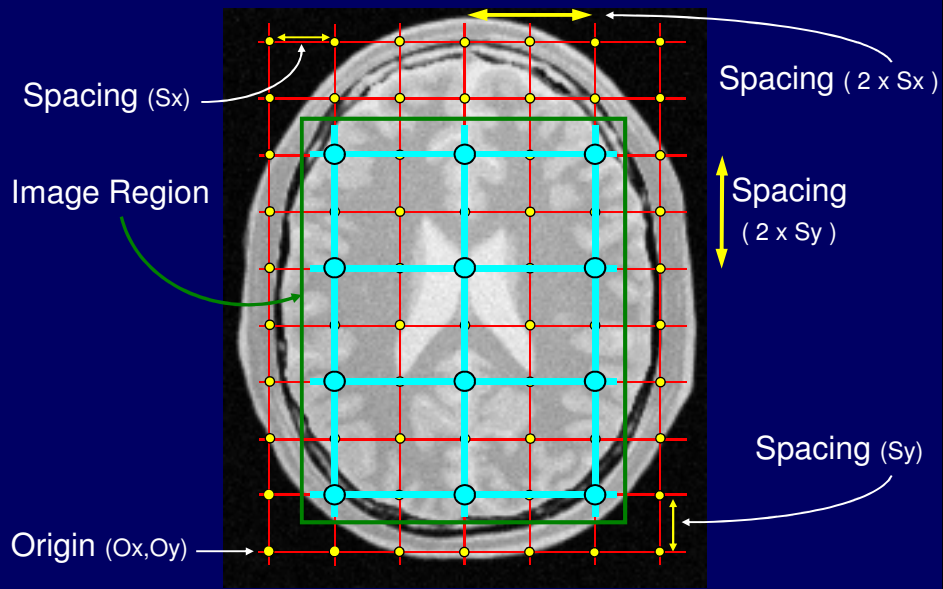 Spacing (Sx)
Spacing ( 2 x Sx )
Image Region
Spacing
( 2 x Sy )
Spacing (Sy)
Origin (Ox,Oy)